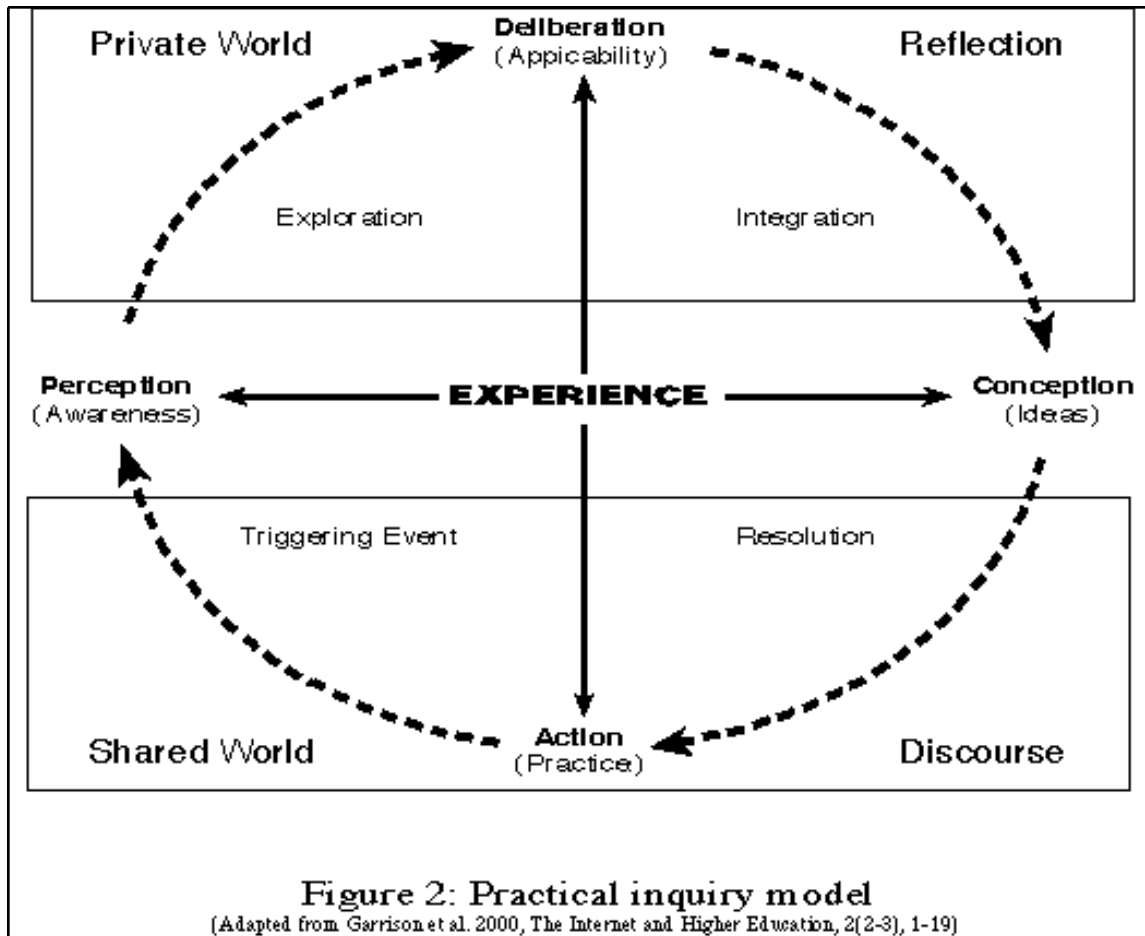 Private World
Deliberation
(Appicability)
Reflection
Exploration
Integration
Perception
(Awareness)
EXPERIENCE
Conception
(Ideas)
Triggering Event
Resolution
Shared World
Action
(Practice)
Discourse
Figure 2: Practical inquiry model
(Adapted from Garrison et al. 2000, The Internet and Higher Education, 2(2-3), 1-19)